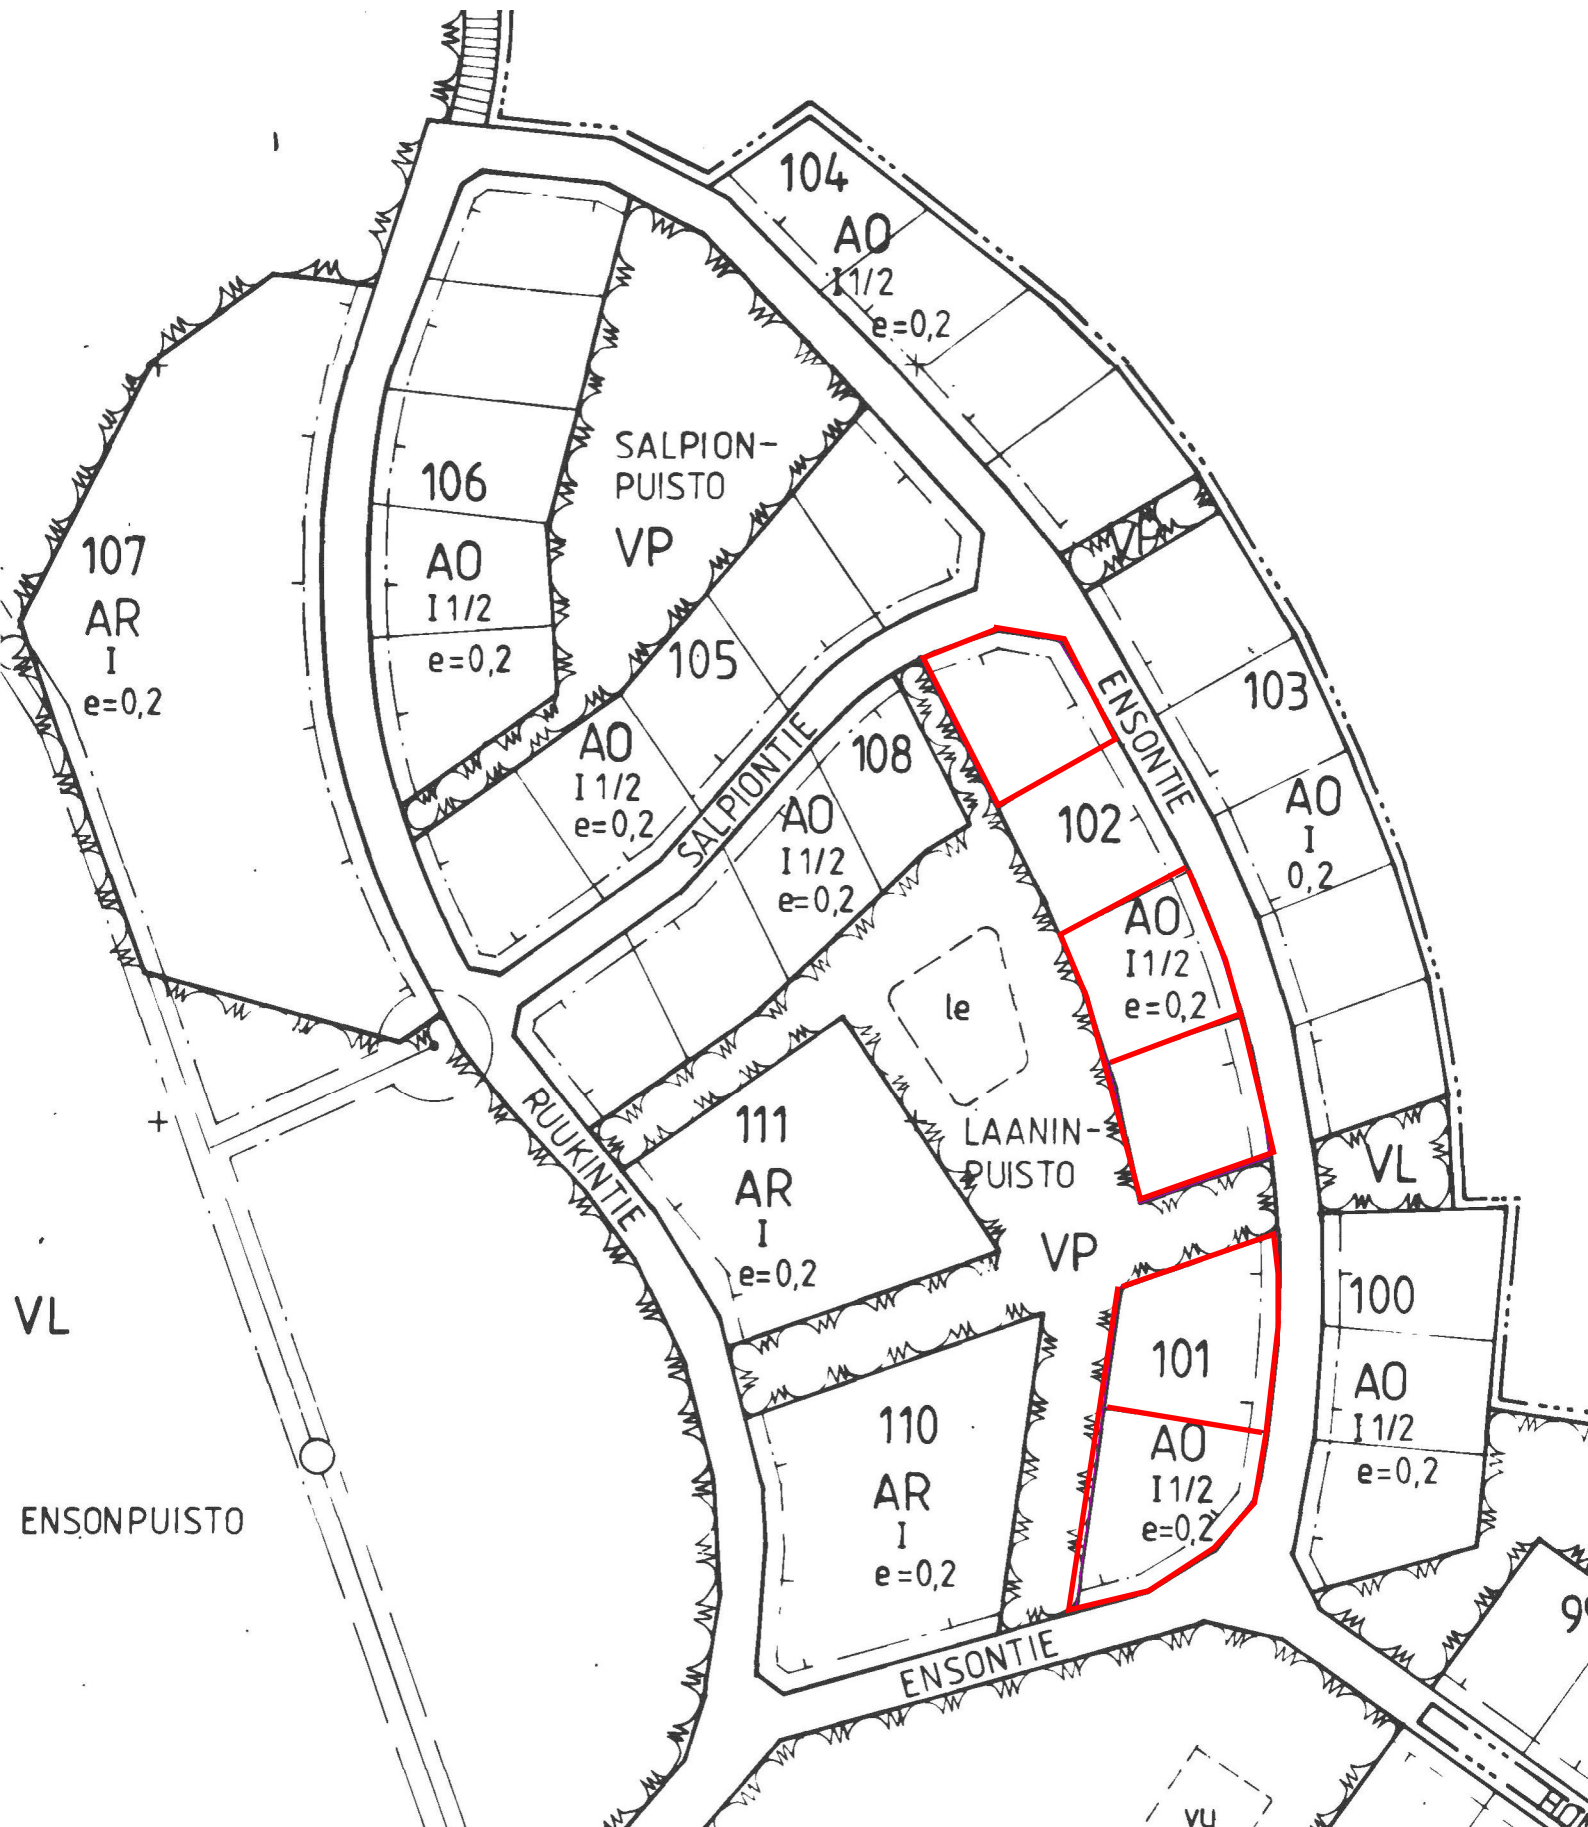 104
AO
I 1/2
e=0,2
SALPION-
PUISTO
VP
106
AO
I 1/2
e=0,2
107
AR
I
e=0,2
VP
105
AO
I 1/2
e=0,2
SALPIONTIE
108
AO
I 1/2
e=0,2
ENSONTIE
103
AO
I
0,2
102
AO
I 1/2
e=0,2
le
LAANIN-
PUISTO
VP
RUUKINTIE
111
AR
I
e=0,2
VL
100
AO
I 1/2
e=0,2
101
AO
I 1/2
e=0,2
110
AR
I
e=0,2
VL
ENSONPUISTO
ENSONTIE
vu